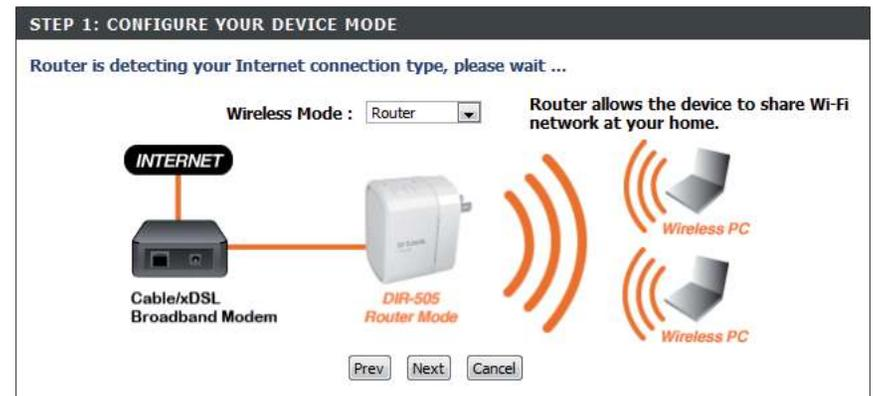 STEP 1: CONFIGURE YOUR DEVICE MODE
Router is detecting your Internet connection type, please wait ...
Wireless Mode : Router
Router allows the device to share Wi-Fi
network at your home.
INTERNET
Wireless PC
Cable/xDSL
Broadband Modem
DIR-505
Router Mode
Wireless PC
Prev Next Cancel